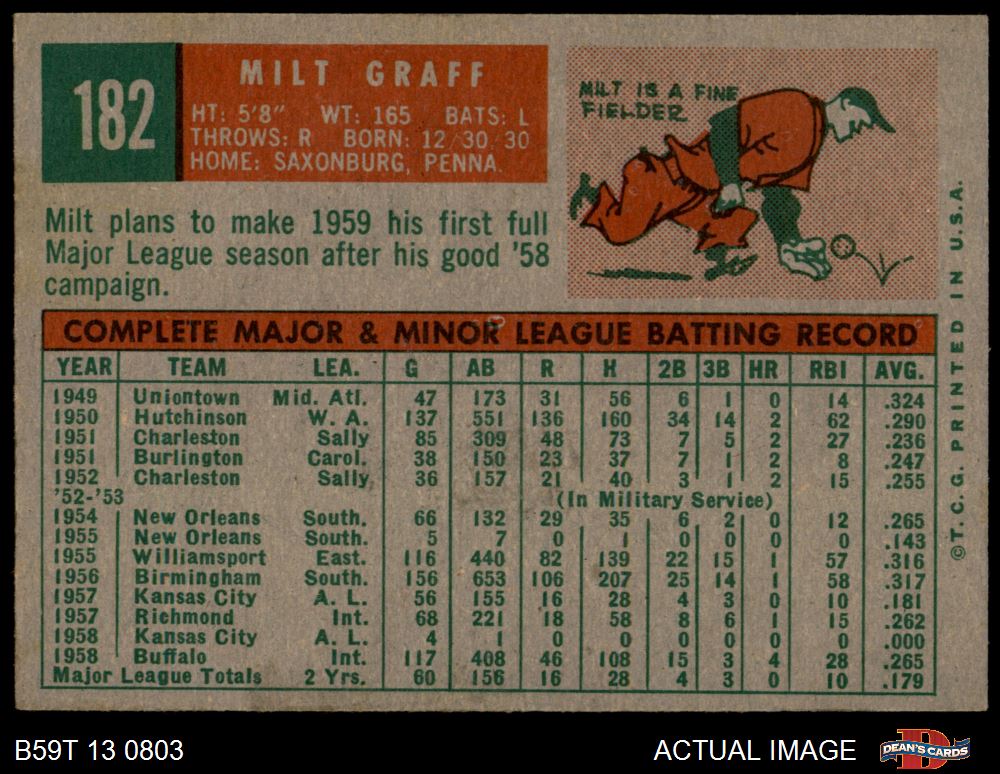 182
MILT GRAFF
HT: 5'8" WT: 165 BATS: L
THROWS: R BORN: 12/30/30
HOME: SAXONBURG, PENNA.
MILT IS A FINE
FIELDER
Milt plans to make 1959 his first full
Major League season after his good '58
campaign.
COMPLETE MAJOR & MINOR LEAGUE BATTING RECORD
YEAR TEAM LEA. G AB R H 2B 3B HR RBI AVG.
1949 Uniontown Mid. Atl. 47 173 31 56 6 1 0 14 .324
1950 Hutchinson W. A. 137 551 136 160 34 14 2 62 .290
1951 Charleston Sally 85 309 48 73 7 5 2 27 .236
1951 Burlington Carol. 38 150 23 37 7 1 2 8 .247
1952 Charleston Sally 36 157 21 40 3 1 2 15 .255
'52-'53 (In Military Service)
1954 New Orleans South. 66 132 29 35 6 2 0 12 .265
1955 New Orleans South. 5 7 0 1 0 0 0 0 .143
1955 Williamsport East. 116 440 82 139 22 15 1 57 .316
1956 Birmingham South. 156 653 106 207 25 14 1 58 .317
1957 Kansas City A. L. 56 155 16 28 4 3 0 10 .181
1957 Richmond Int. 68 221 18 58 8 6 1 15 .262
1958 Kansas City A. L. 4 1 0 0 0 0 0 0 .000
1958 Buffalo Int. 117 408 46 108 15 3 4 28 .265
Major League Totals 2 Yrs. 60 156 16 28 4 3 0 10 .179
©T.C.G. PRINTED IN U.S.A.
B59T 13 0803
ACTUAL IMAGE
DEAN'S CARDS